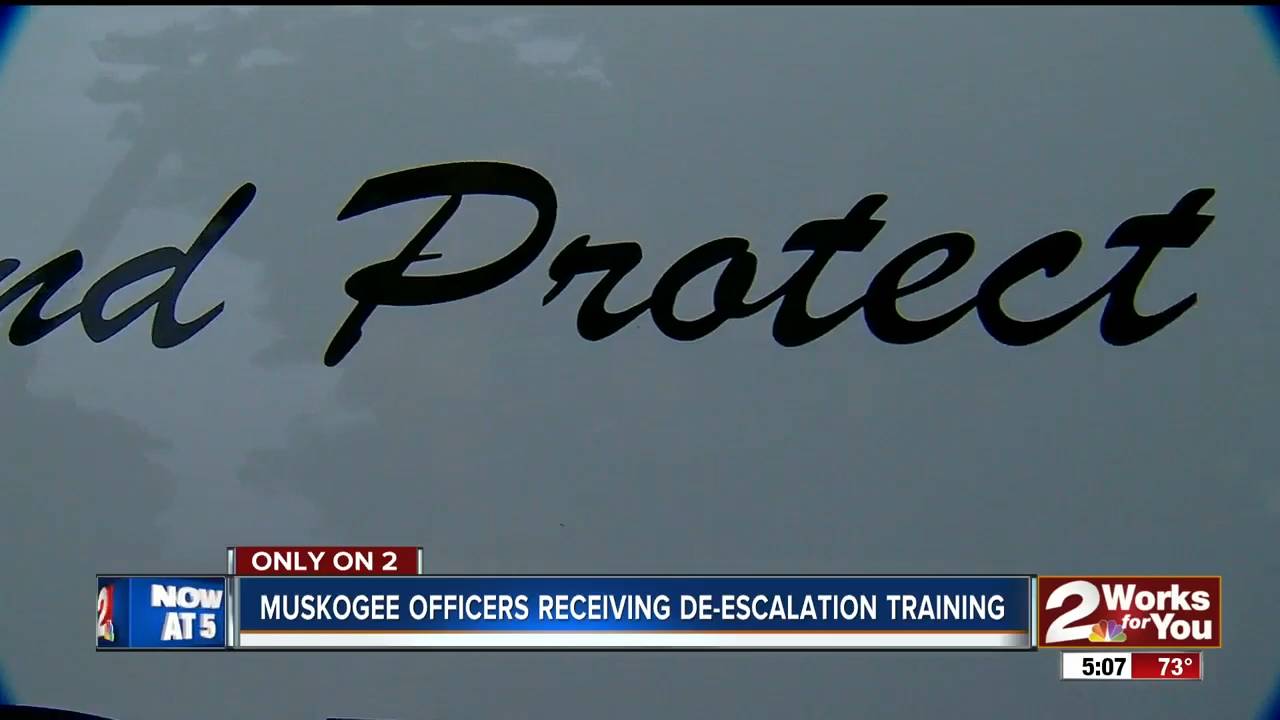 nd Protect
ONLY ON 2
2 NOW
AT 5
MUSKOGEE OFFICERS RECEIVING DE-ESCALATION TRAINING
2 Works
for You
5:07 73°